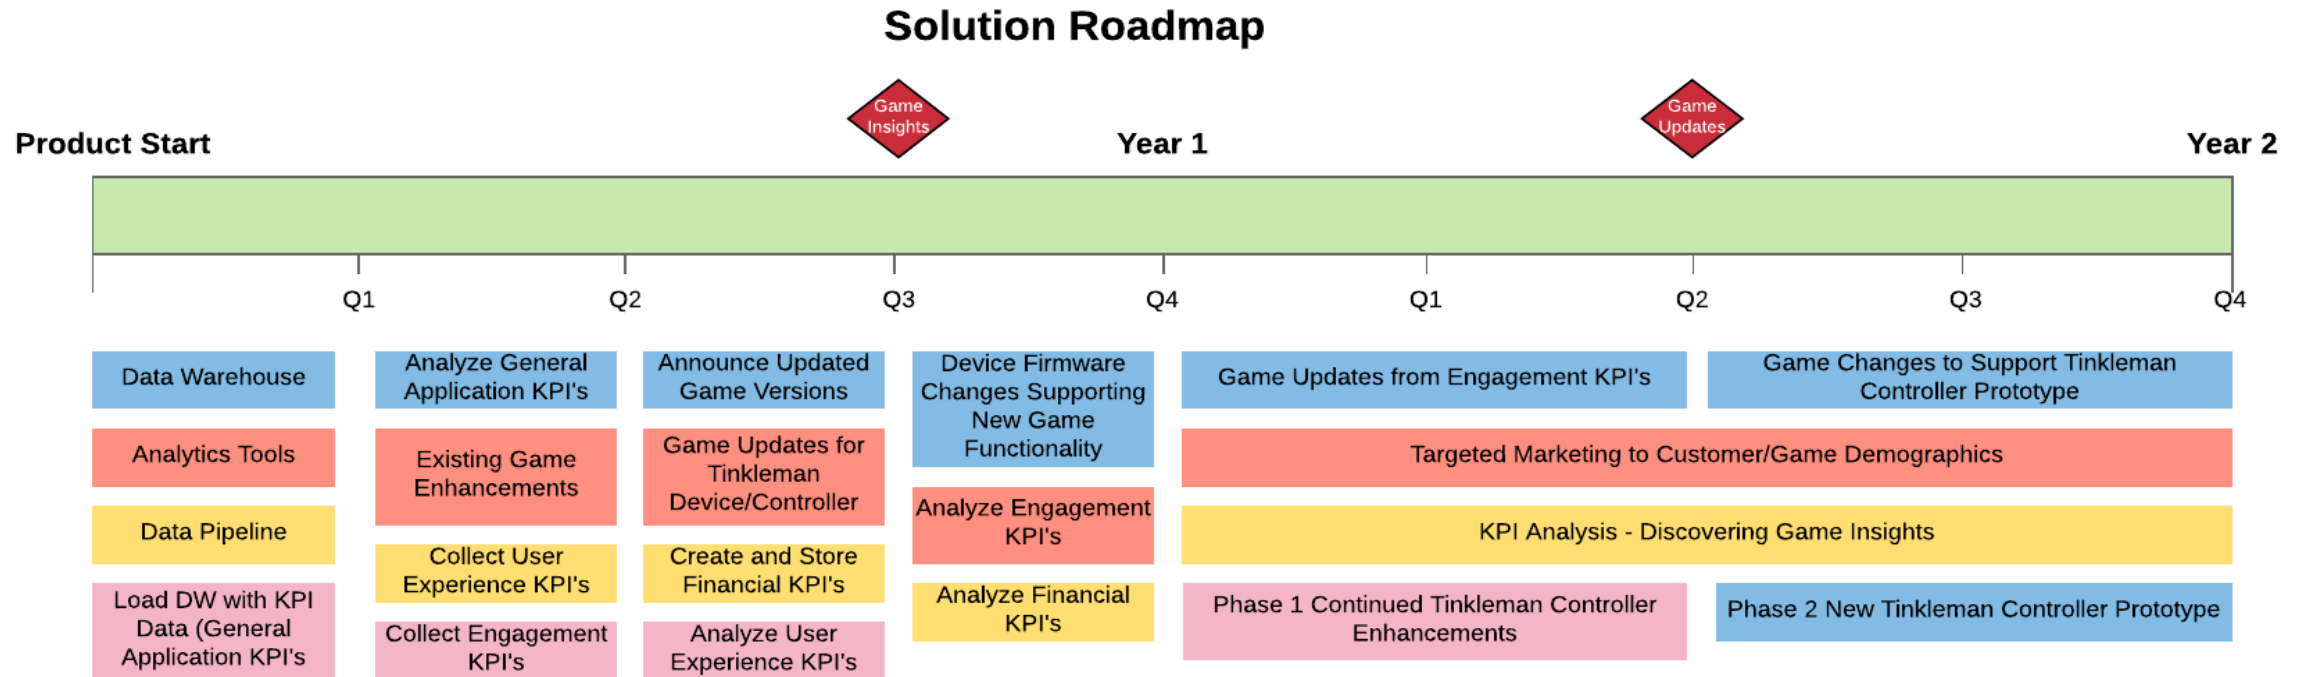 Solution Roadmap
Game
Insights
Game
Updates
Product Start
Year 1
Year 2
Q1
Q2
Q3
Q4
Q1
Q2
Q3
Q4
Data Warehouse
Analytics Tools
Data Pipeline
Load DW with KPI
Data (General
Application KPI's
Analyze General
Application KPI's
Existing Game
Enhancements
Collect User
Experience KPI's
Collect Engagement
KPI's
Announce Updated
Game Versions
Game Updates for
Tinkleman
Device/Controller
Create and Store
Financial KPI's
Analyze User
Experience KPI's
Device Firmware
Changes Supporting
New Game
Functionality
Analyze Engagement
KPI's
Analyze Financial
KPI's
Game Updates from Engagement KPI's
Game Changes to Support Tinkleman
Controller Prototype
Targeted Marketing to Customer/Game Demographics
KPI Analysis - Discovering Game Insights
Phase 1 Continued Tinkleman Controller
Enhancements
Phase 2 New Tinkleman Controller Prototype